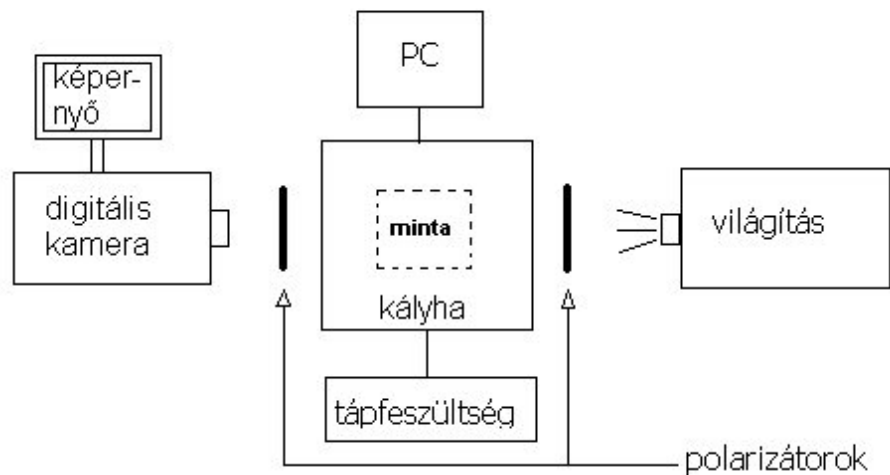 PC
képer-
nyő
digitális
kamera
minta
kályha
világítás
tápfeszültség
polarizátorok